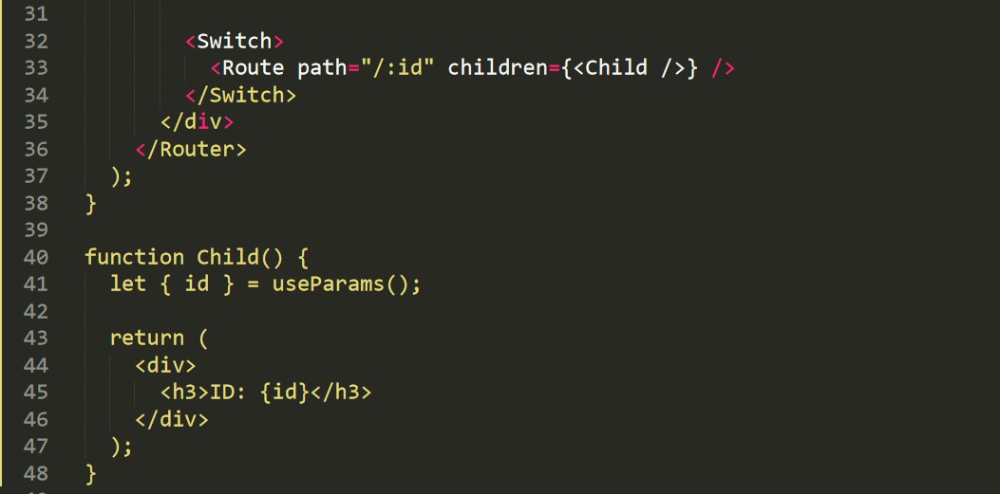 31
32 <Switch>
33 <Route path="/:id" children={<Child />} />
34 </Switch>
35 </div>
36 </Router>
37 );
38 }
39
40 function Child() {
41 let { id } = useParams();
42
43 return (
44 <div>
45 <h3>ID: {id}</h3>
46 </div>
47 );
48 }